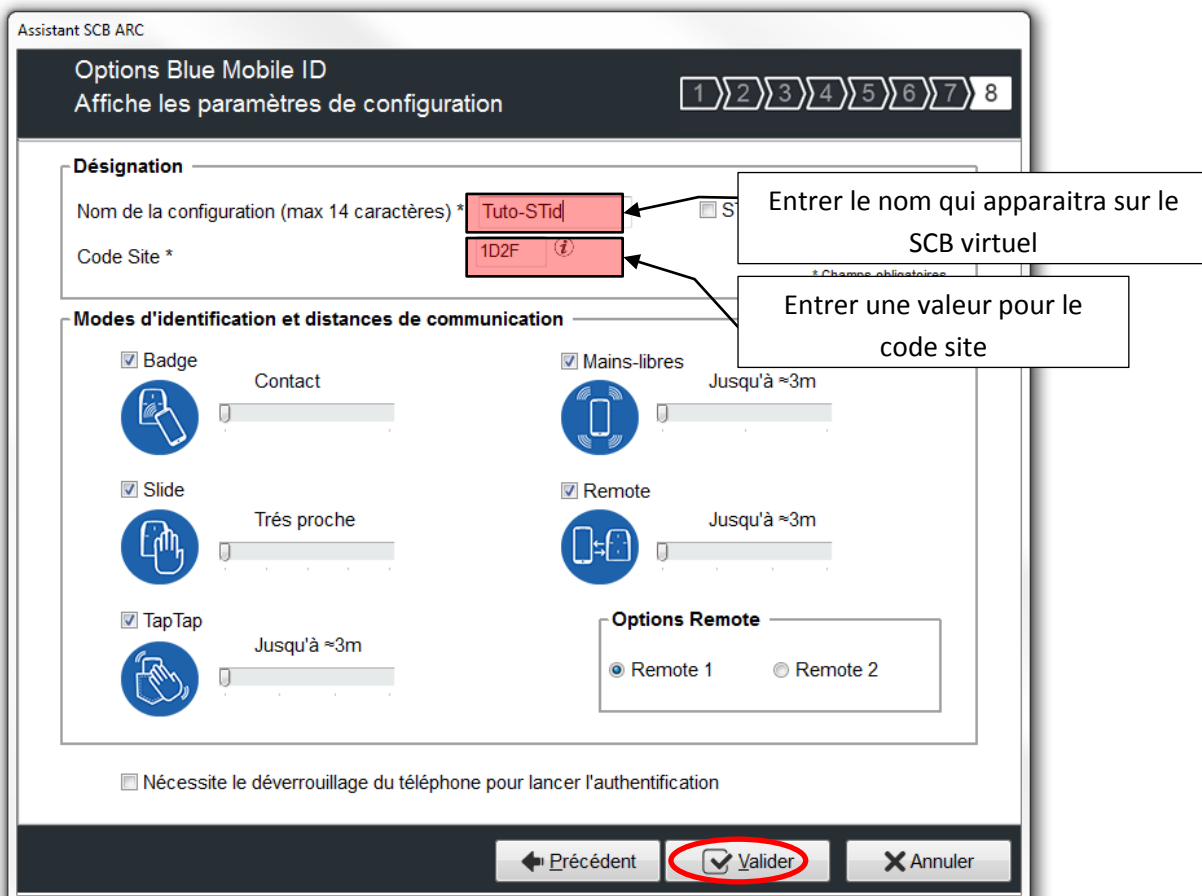 Assistant SCB ARC
Options Blue Mobile ID
Affiche les paramètres de configuration
1 2 3 4 5 6 7 8
Désignation
Nom de la configuration (max 14 caractères) * Tuto-STid
Entrer le nom qui apparaitra sur le
SCB virtuel
Code Site * 1D2F i
* Champs obligatoires
Entrer une valeur pour le
code site
Modes d'identification et distances de communication
Badge
Contact
Mains-libres
Jusqu'à ≈3m
Slide
Trés proche
Remote
Jusqu'à ≈3m
TapTap
Jusqu'à ≈3m
Options Remote
Remote 1 Remote 2
Nécessite le déverrouillage du téléphone pour lancer l'authentification
Précédent Valider Annuler